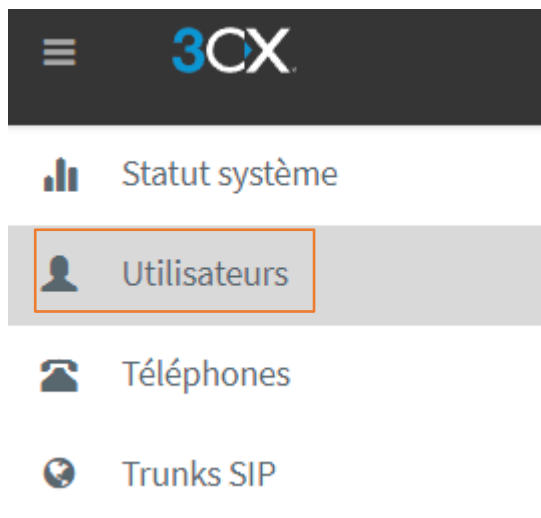 3CX
Statut système
Utilisateurs
Téléphones
Trunks SIP